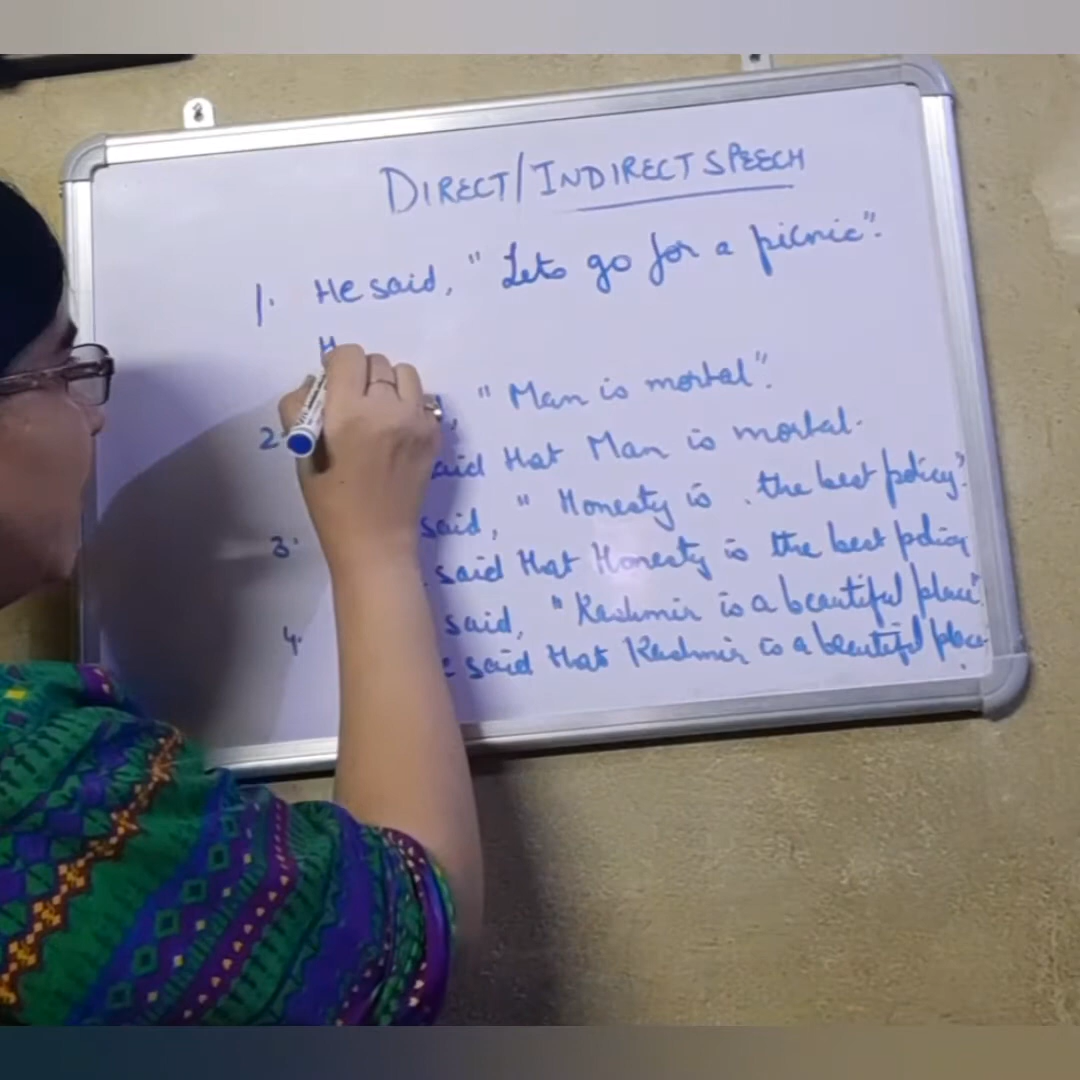 DIRECT/INDIRECT SPEECH
1. He said, "Lets go for a picnic".
H
2. , "Man is mortal".
said that Man is mortal.
3. said, "Honesty is the best policy".
said that Honesty is the best policy
4. said, "Kashmir is a beautiful place".
said that Kashmir is a beautiful place.